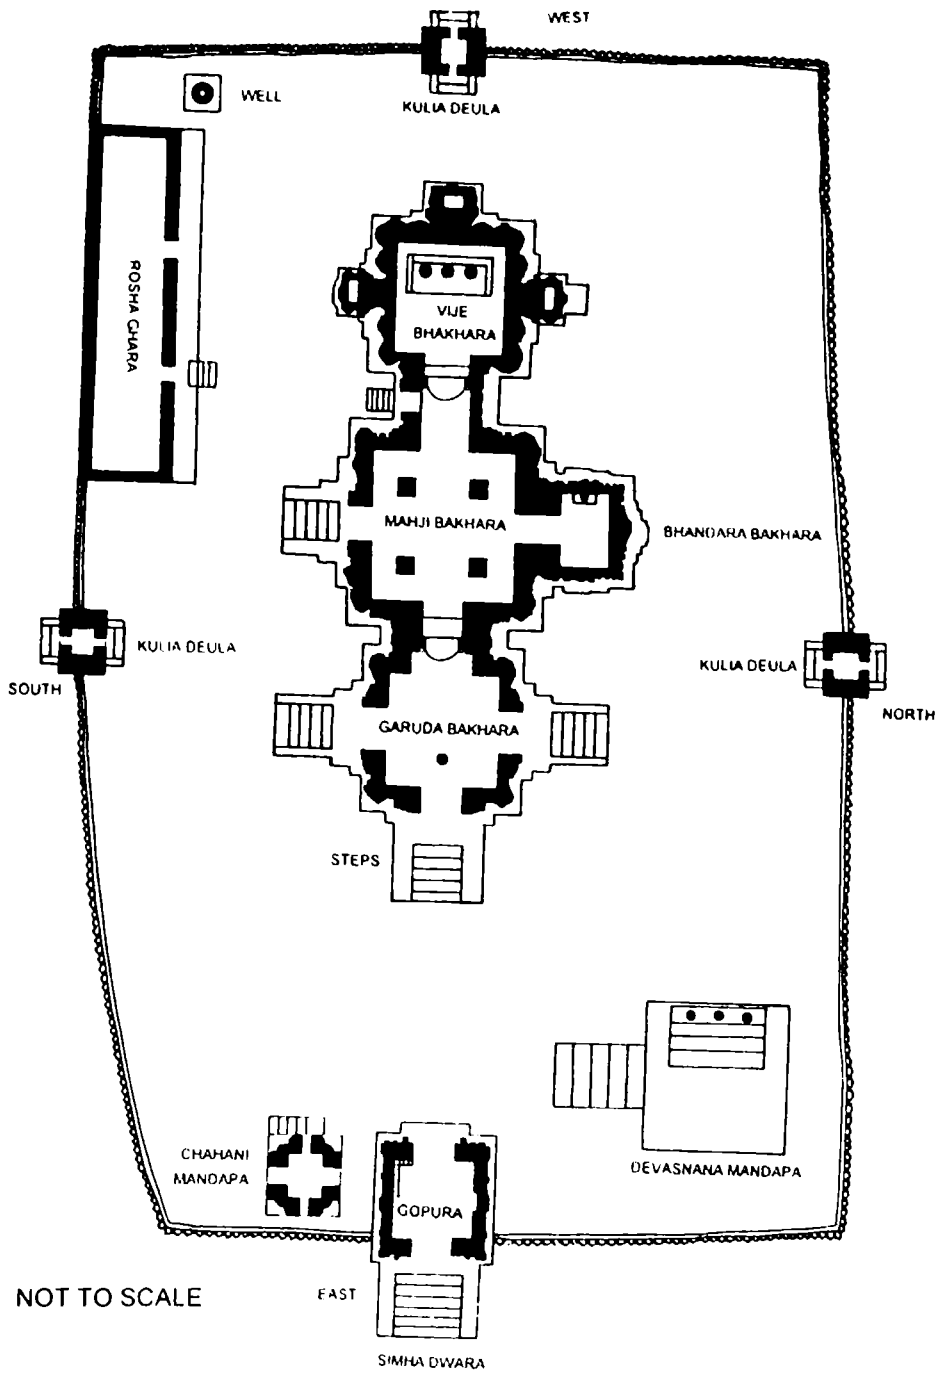 WEST
KULIA DEULA
WELL
ROSHA GHARA
VIJE
BHAKHARA
MAHJI BAKHARA
BHANDARA BAKHARA
KULIA DEULA
SOUTH
KULIA DEULA
NORTH
GARUDA BAKHARA
STEPS
CHAHANI
MANDAPA
GOPURA
DEVASNANA MANDAPA
NOT TO SCALE
EAST
SIMHA DWARA